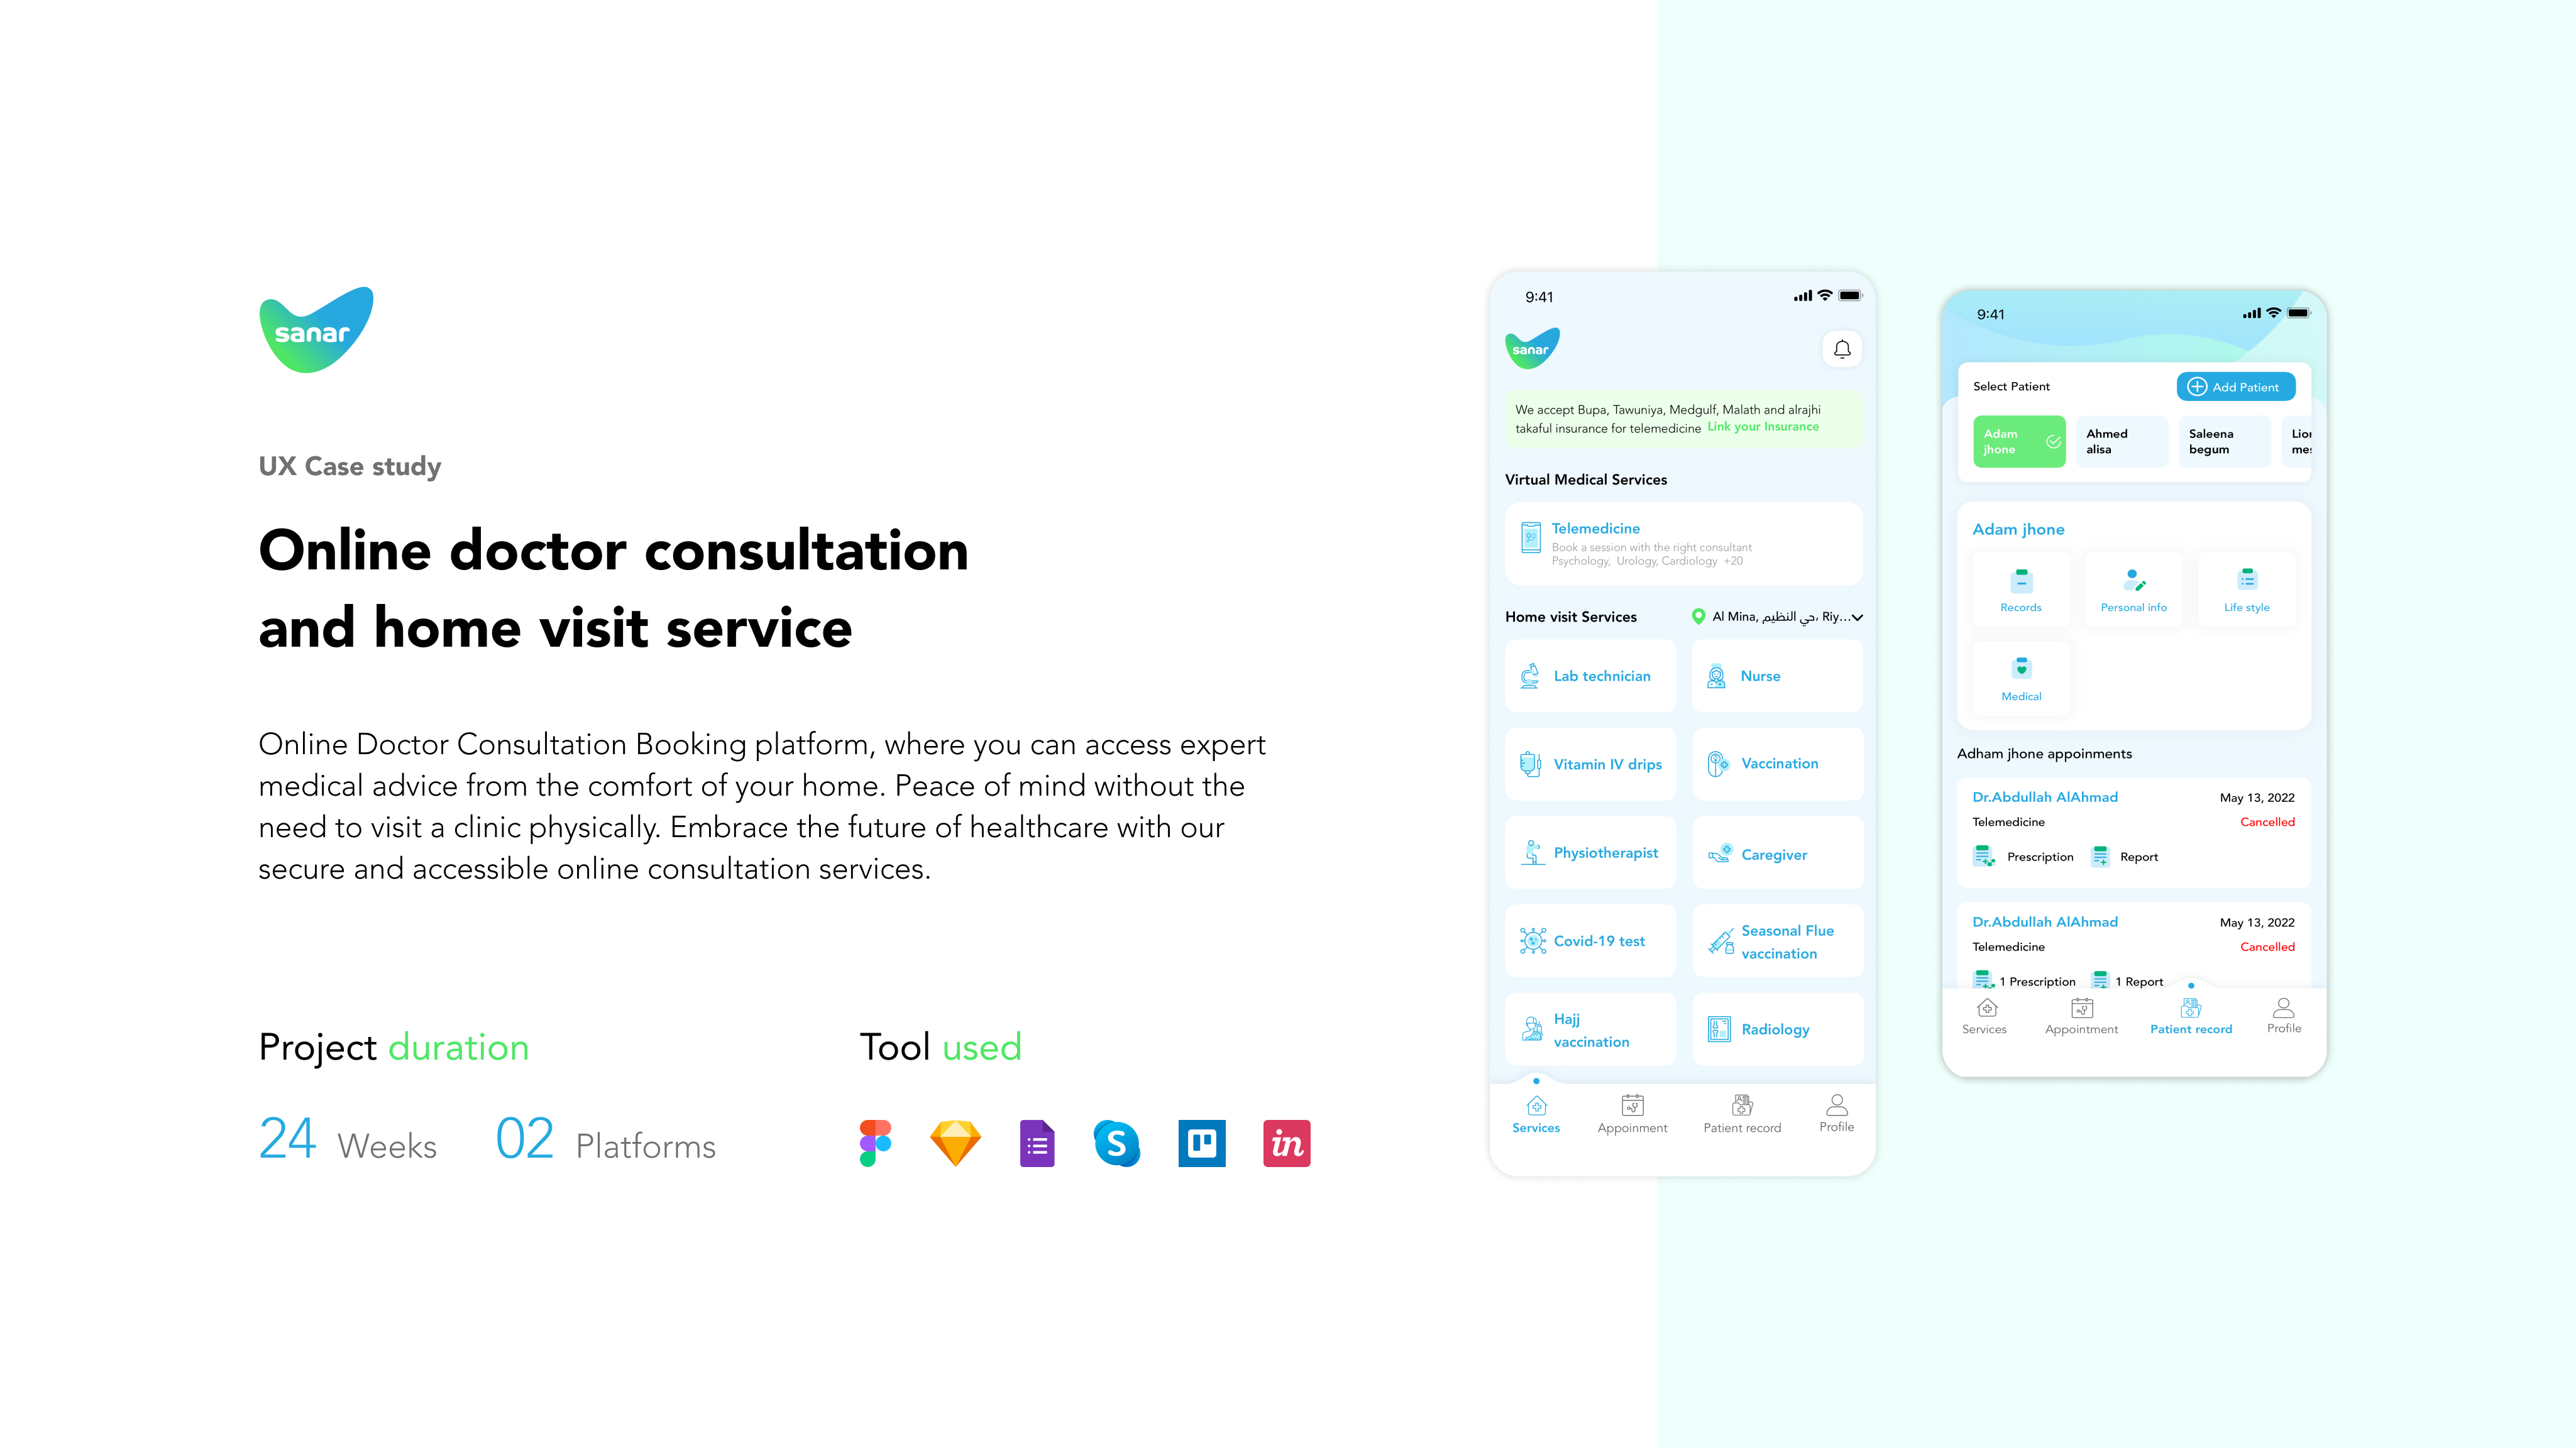 sanar
UX Case study
Online doctor consultation
and home visit service
Online Doctor Consultation Booking platform, where you can access expert
medical advice from the comfort of your home. Peace of mind without the
need to visit a clinic physically. Embrace the future of healthcare with our
secure and accessible online consultation services.
Project duration
24 Weeks 02 Platforms
Tool used
S
in
9:41
sanar
We accept Bupa, Tawuniya, Medgulf, Malath and alrajhi
takaful insurance for telemedicine Link your Insurance
Virtual Medical Services
Telemedicine
Book a session with the right consultant
Psychology, Urology, Cardiology +20
Home visit Services
Al Mina, حي النظيم، Riy...
Lab technician
Nurse
Vitamin IV drips
Vaccination
Physiotherapist
Caregiver
Covid-19 test
Seasonal Flue
vaccination
Hajj
vaccination
Radiology
Services
Appoinment
Patient record
Profile
9:41
Select Patient
Add Patient
Adam
jhone
Ahmed
alisa
Saleena
begum
Adam jhone
Records
Personal info
Life style
Medical
Adham jhone appoinments
Dr.Abdullah AlAhmad
May 13, 2022
Telemedicine
Cancelled
Prescription
Report
Dr.Abdullah AlAhmad
May 13, 2022
Telemedicine
Cancelled
1 Prescription
1 Report
Services
Appointment
Patient record
Profile